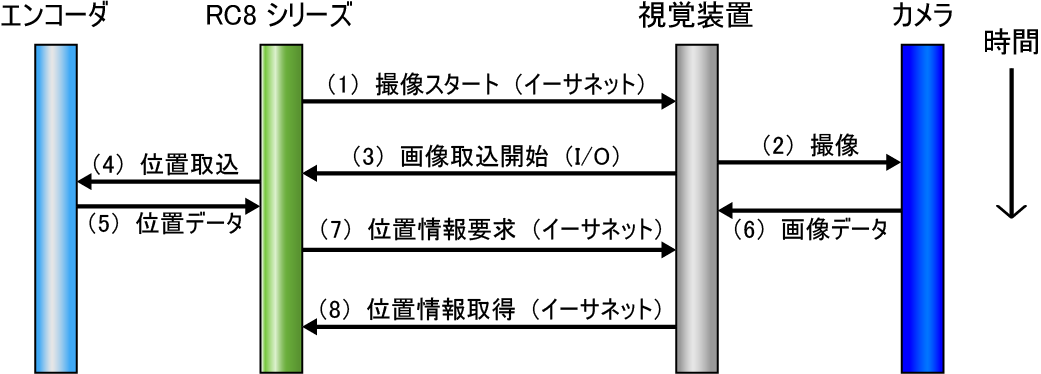 エンコーダ
RC8 シリーズ
視覚装置
カメラ
時間
(1) 撮像スタート (イーサネット)
(2) 撮像
(3) 画像取込開始 (I/O)
(4) 位置取込
(5) 位置データ
(6) 画像データ
(7) 位置情報要求 (イーサネット)
(8) 位置情報取得 (イーサネット)